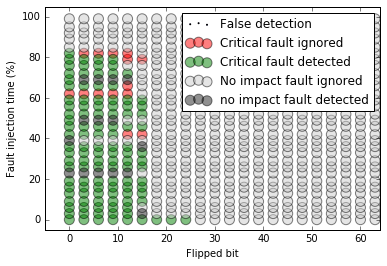 100
80
60
40
20
0
Fault injection time (%)
False detection
Critical fault ignored
Critical fault detected
No impact fault ignored
no impact fault detected
0 10 20 30 40 50 60
Flipped bit